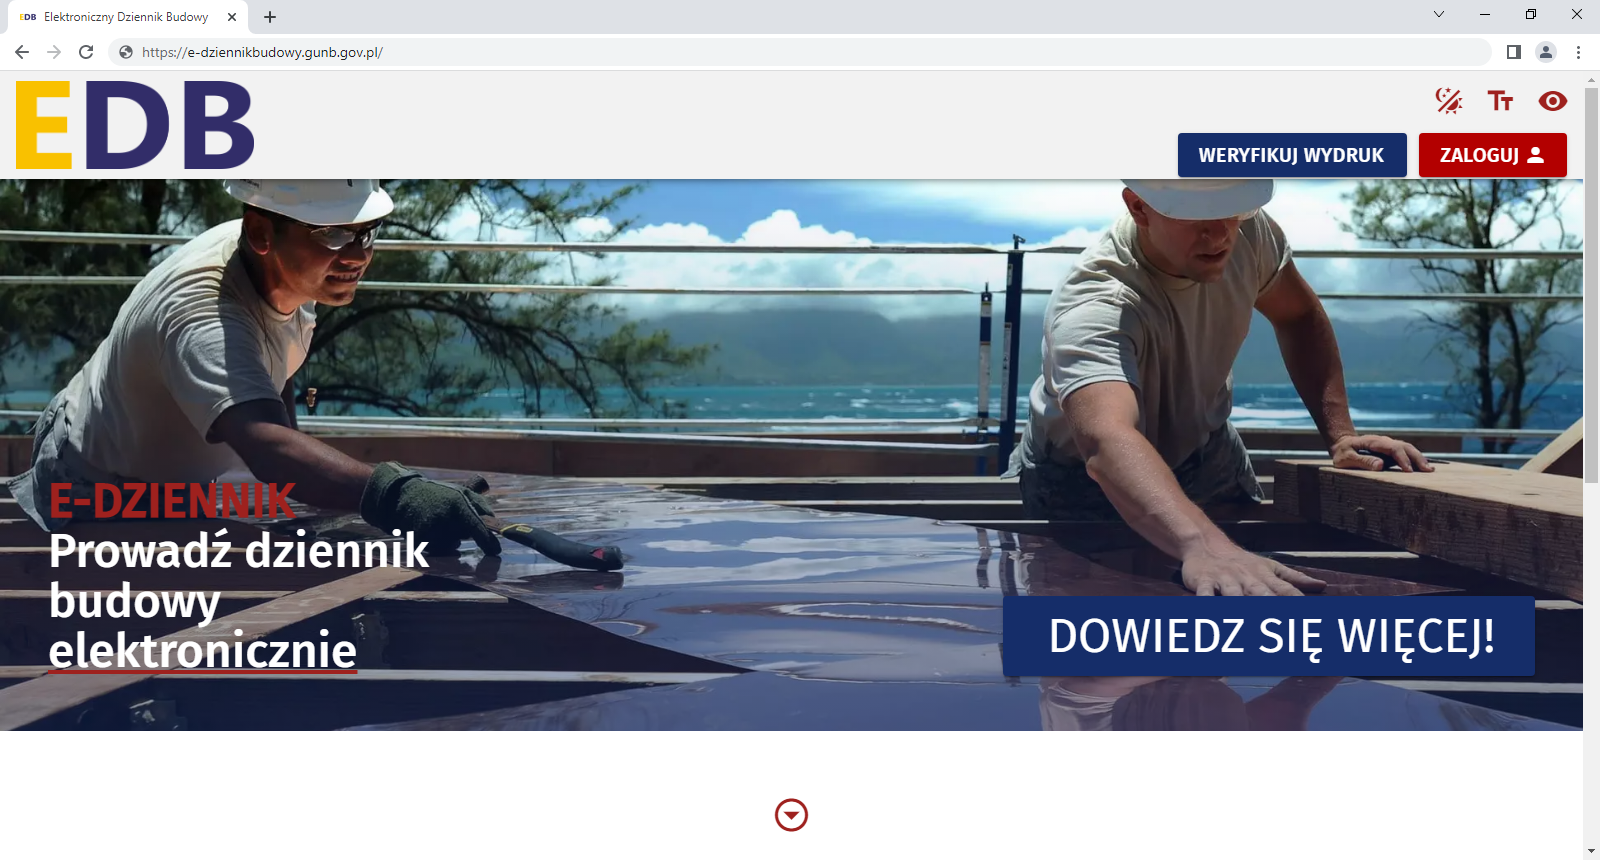 EDB Elektroniczny Dziennik Budowy
https://e-dziennikbudowy.gunb.gov.pl/
EDB
WERYFIKUJ WYDRUK
ZALOGUJ
E-DZIENNIK
Prowadź dziennik
budowy
elektronicznie
DOWIEDZ SIĘ WIĘCEJ!